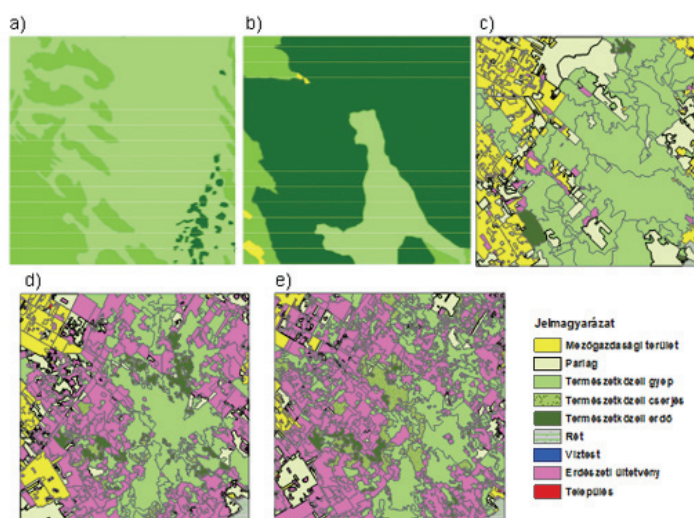 a)
b)
c)
d)
e)
Jelmagyarázat
Mezőgazdasági terület
Parlag
Természetközeli gyep
Természetközeli cserjés
Természetközeli erdő
Rét
Víztest
Erdészeti ültetvény
Település